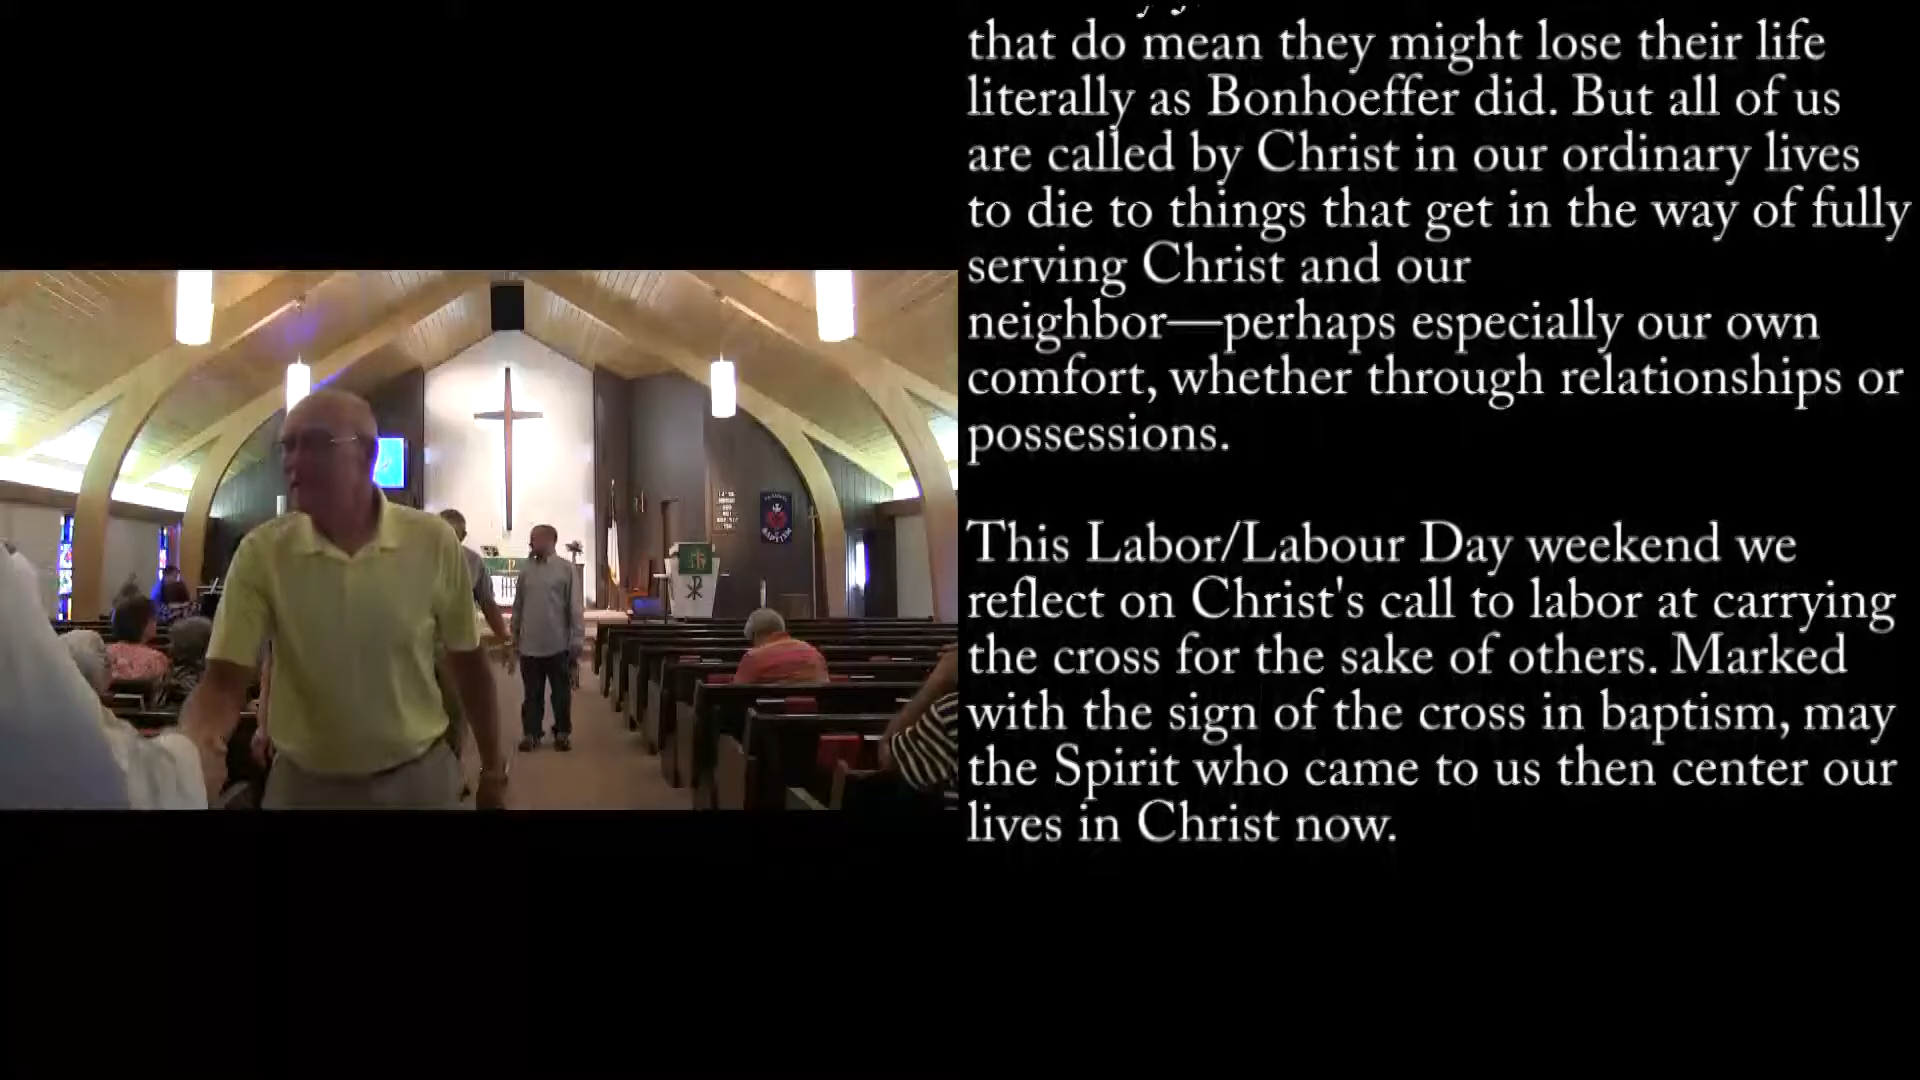 that do mean they might lose their life
literally as Bonhoeffer did. But all of us
are called by Christ in our ordinary lives
to die to things that get in the way of fully
serving Christ and our
neighbor—perhaps especially our own
comfort, whether through relationships or
possessions.
This Labor/Labour Day weekend we
reflect on Christ's call to labor at carrying
the cross for the sake of others. Marked
with the sign of the cross in baptism, may
the Spirit who came to us then center our
lives in Christ now.
BAPTISM